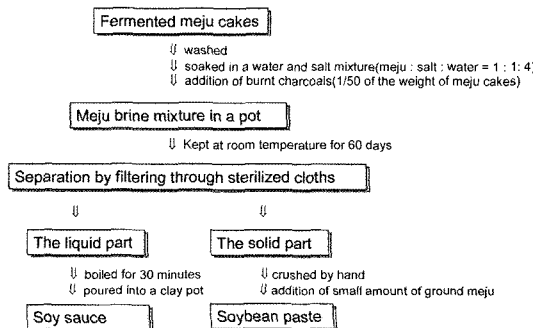 Fermented meju cakes
⇓ washed
⇓ soaked in a water and salt mixture(meju : salt : water = 1 : 1: 4)
⇓ addition of burnt charcoals(1/50 of the weight of meju cakes)
Meju brine mixture in a pot
⇓ Kept at room temperature for 60 days
Separation by filtering through sterilized cloths
⇓ ⇓
The liquid part The solid part
⇓ boiled for 30 minutes ⇓ crushed by hand
⇓ poured into a clay pot ⇓ addition of small amount of ground meju
Soy sauce Soybean paste